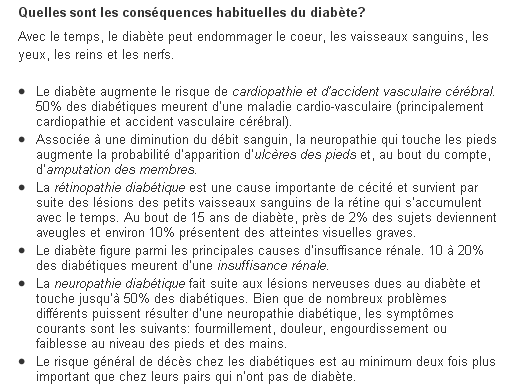 Quelles sont les conséquences habituelles du diabète?
Avec le temps, le diabète peut endommager le coeur, les vaisseaux sanguins, les
yeux, les reins et les nerfs.
• Le diabète augmente le risque de cardiopathie et d'accident vasculaire cérébral.
50% des diabétiques meurent d'une maladie cardio-vasculaire (principalement
cardiopathie et accident vasculaire cérébral).
• Associée à une diminution du débit sanguin, la neuropathie qui touche les pieds
augmente la probabilité d'apparition d'ulcères des pieds et, au bout du compte,
d'amputation des membres.
• La rétinopathie diabétique est une cause importante de cécité et survient par
suite des lésions des petits vaisseaux sanguins de la rétine qui s'accumulent
avec le temps. Au bout de 15 ans de diabète, près de 2% des sujets deviennent
aveugles et environ 10% présentent des atteintes visuelles graves.
• Le diabète figure parmi les principales causes d'insuffisance rénale. 10 à 20%
des diabétiques meurent d'une insuffisance rénale.
• La neuropathie diabétique fait suite aux lésions nerveuses dues au diabète et
touche jusqu'à 50% des diabétiques. Bien que de nombreux problèmes
différents puissent résulter d'une neuropathie diabétique, les symptômes
courants sont les suivants: fourmillement, douleur, engourdissement ou
faiblesse au niveau des pieds et des mains.
• Le risque général de décès chez les diabétiques est au minimum deux fois plus
important que chez leurs pairs qui n'ont pas de diabète.